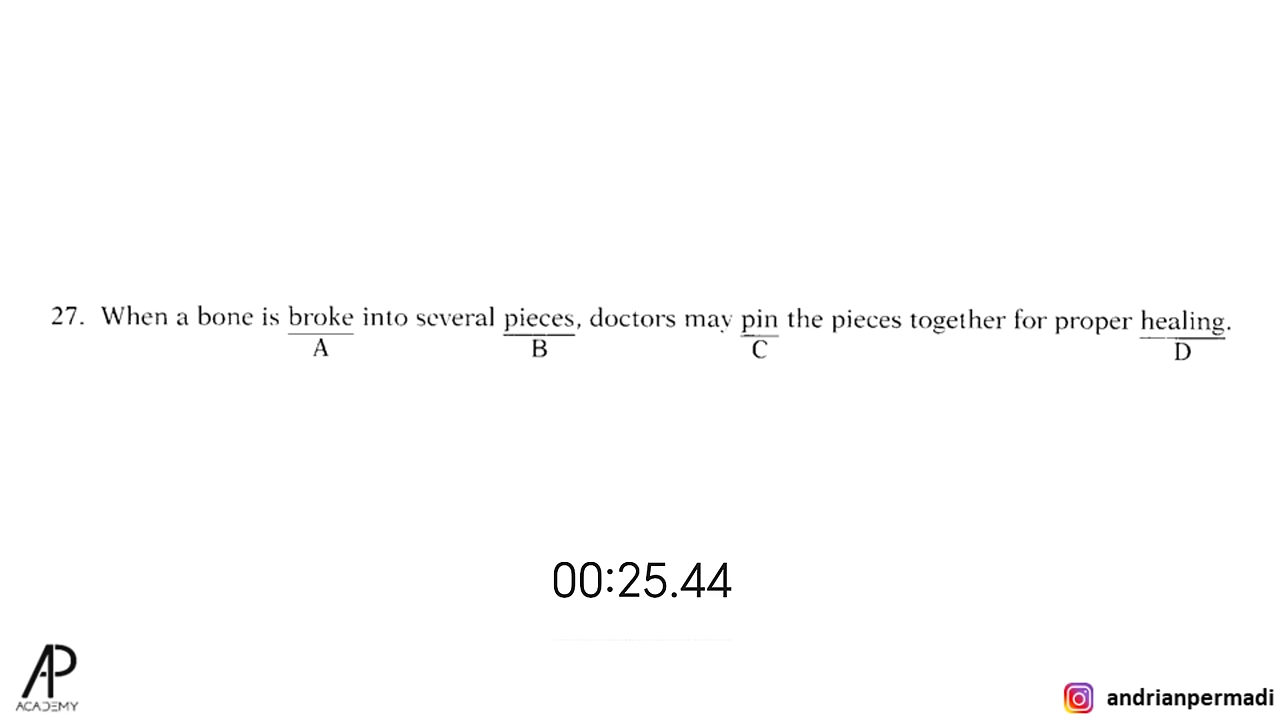 27. When a bone is broke into several pieces, doctors may pin the pieces together for proper healing.
A B C D
00:25.44
AP
ACADEMY
andrianpermadi